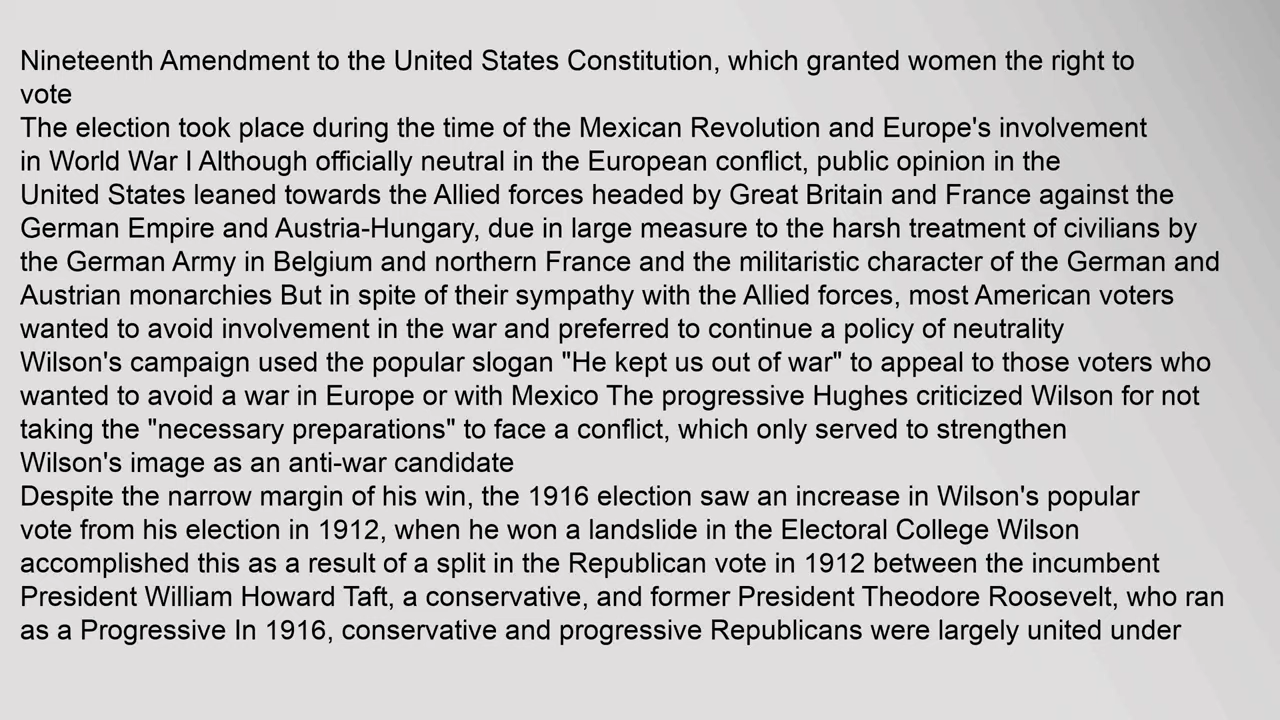 Nineteenth Amendment to the United States Constitution, which granted women the right to
vote
The election took place during the time of the Mexican Revolution and Europe's involvement
in World War I Although officially neutral in the European conflict, public opinion in the
United States leaned towards the Allied forces headed by Great Britain and France against the
German Empire and Austria-Hungary, due in large measure to the harsh treatment of civilians by
the German Army in Belgium and northern France and the militaristic character of the German and
Austrian monarchies But in spite of their sympathy with the Allied forces, most American voters
wanted to avoid involvement in the war and preferred to continue a policy of neutrality
Wilson's campaign used the popular slogan "He kept us out of war" to appeal to those voters who
wanted to avoid a war in Europe or with Mexico The progressive Hughes criticized Wilson for not
taking the "necessary preparations" to face a conflict, which only served to strengthen
Wilson's image as an anti-war candidate
Despite the narrow margin of his win, the 1916 election saw an increase in Wilson's popular
vote from his election in 1912, when he won a landslide in the Electoral College Wilson
accomplished this as a result of a split in the Republican vote in 1912 between the incumbent
President William Howard Taft, a conservative, and former President Theodore Roosevelt, who ran
as a Progressive In 1916, conservative and progressive Republicans were largely united under